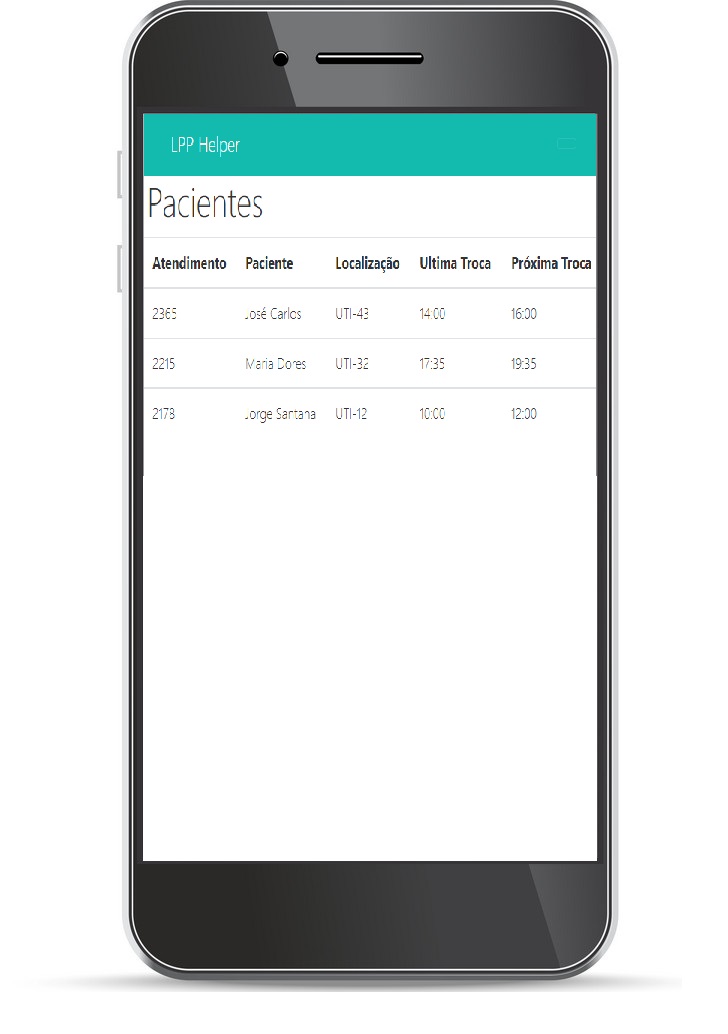 LPP Helper
Pacientes
Atendimento Paciente Localização Ultima Troca Próxima Troca
2365 José Carlos UTI-43 14:00 16:00
2215 Maria Dores UTI-32 17:35 19:35
2178 Jorge Santana UTI-12 10:00 12:00